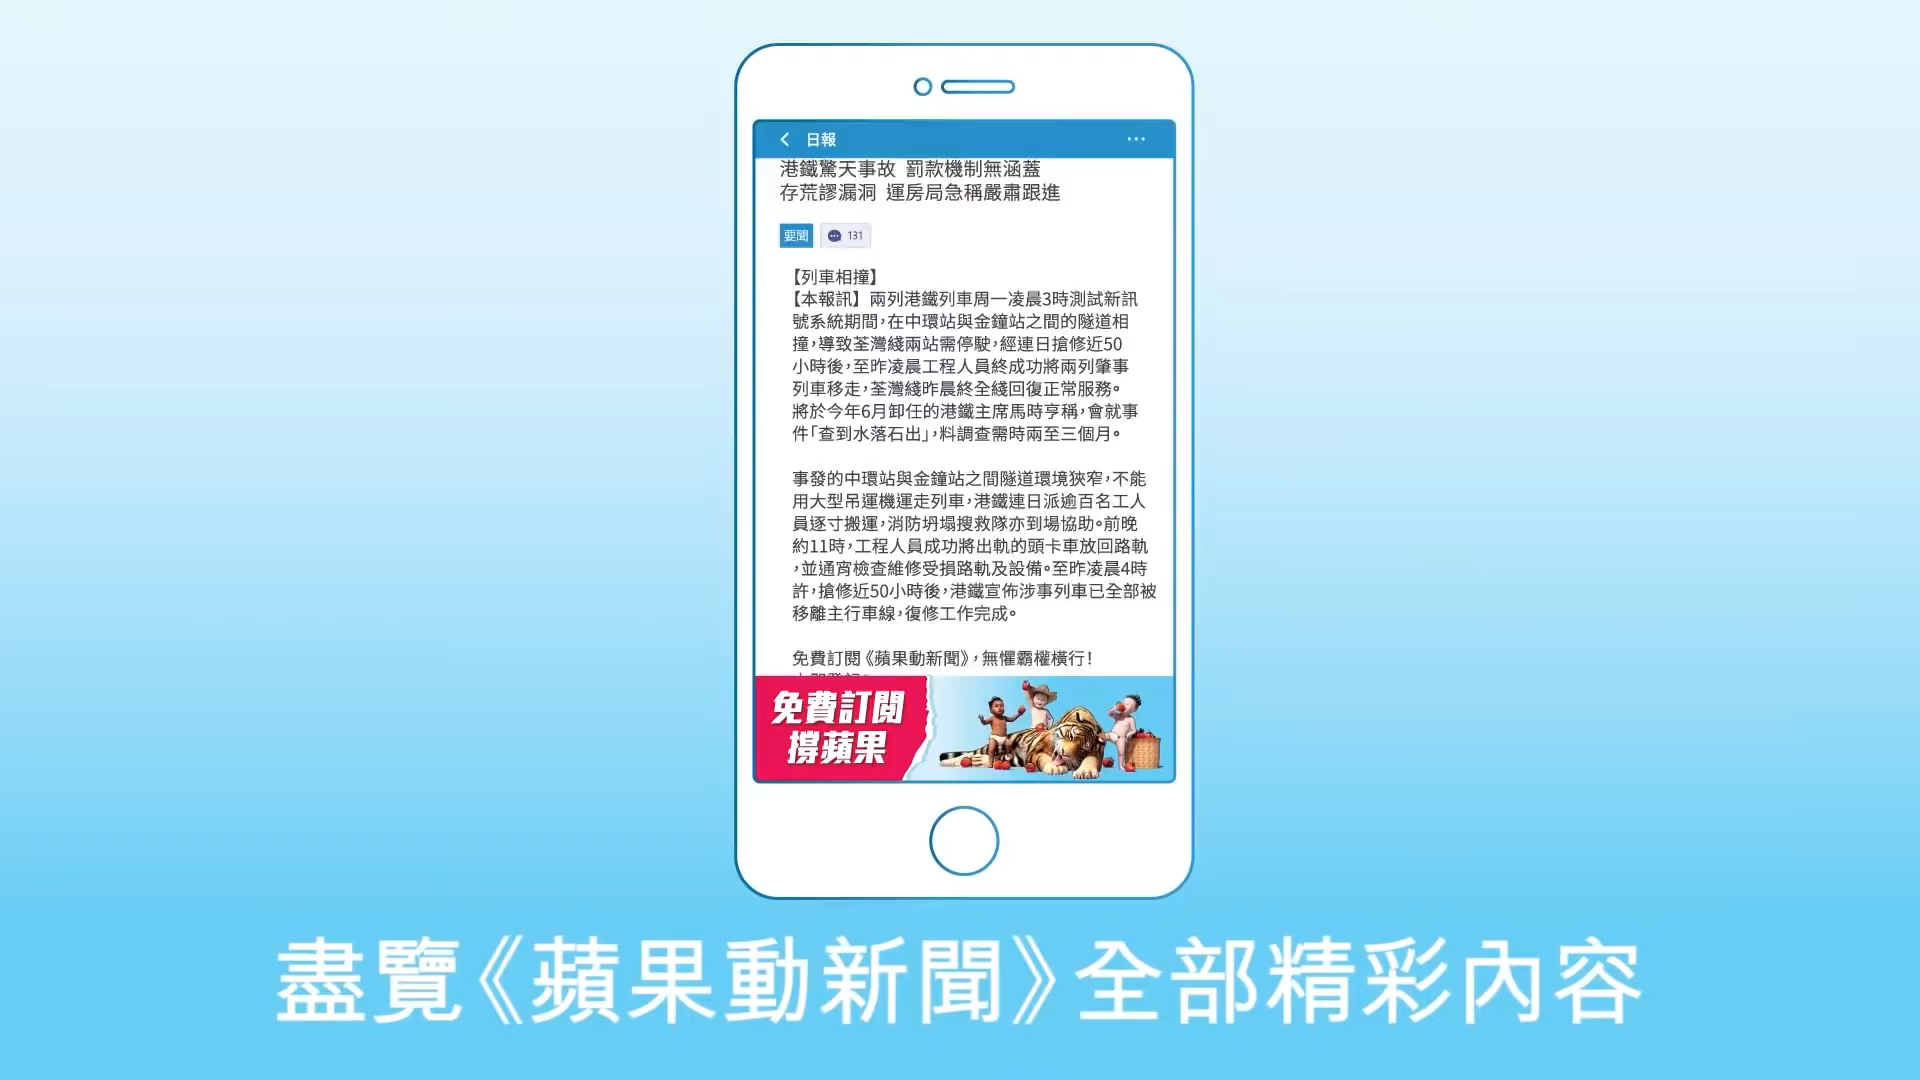 日報
港鐵驚天事故 罰款機制無涵蓋
存荒謬漏洞 運房局急稱嚴肅跟進
要聞 131
【列車相撞】
【本報訊】兩列港鐵列車周一凌晨3時測試新訊
號系統期間，在中環站與金鐘站之間的隧道相
撞，導致荃灣綫兩站需停駛，經連日搶修近50
小時後，至昨凌晨工程人員終成功將兩列肇事
列車移走，荃灣綫昨晨終全綫回復正常服務。
將於今年6月卸任的港鐵主席馬時亨稱，會就事
件「查到水落石出」，料調查需時兩至三個月。
事發的中環站與金鐘站之間隧道環境狹窄，不能
用大型吊運機運走列車，港鐵連日派逾百名工人
員逐寸搬運，消防坍塌搜救隊亦到場協助。前晚
約11時，工程人員成功將出軌的頭卡車放回路軌
，並通宵檢查維修受損路軌及設備。至昨凌晨4時
許，搶修近50小時後，港鐵宣佈涉事列車已全部被
移離主行車線，復修工作完成。
免費訂閱《蘋果動新聞》，無懼霸權橫行！
免費訂閱
撐蘋果
盡覽《蘋果動新聞》全部精彩內容